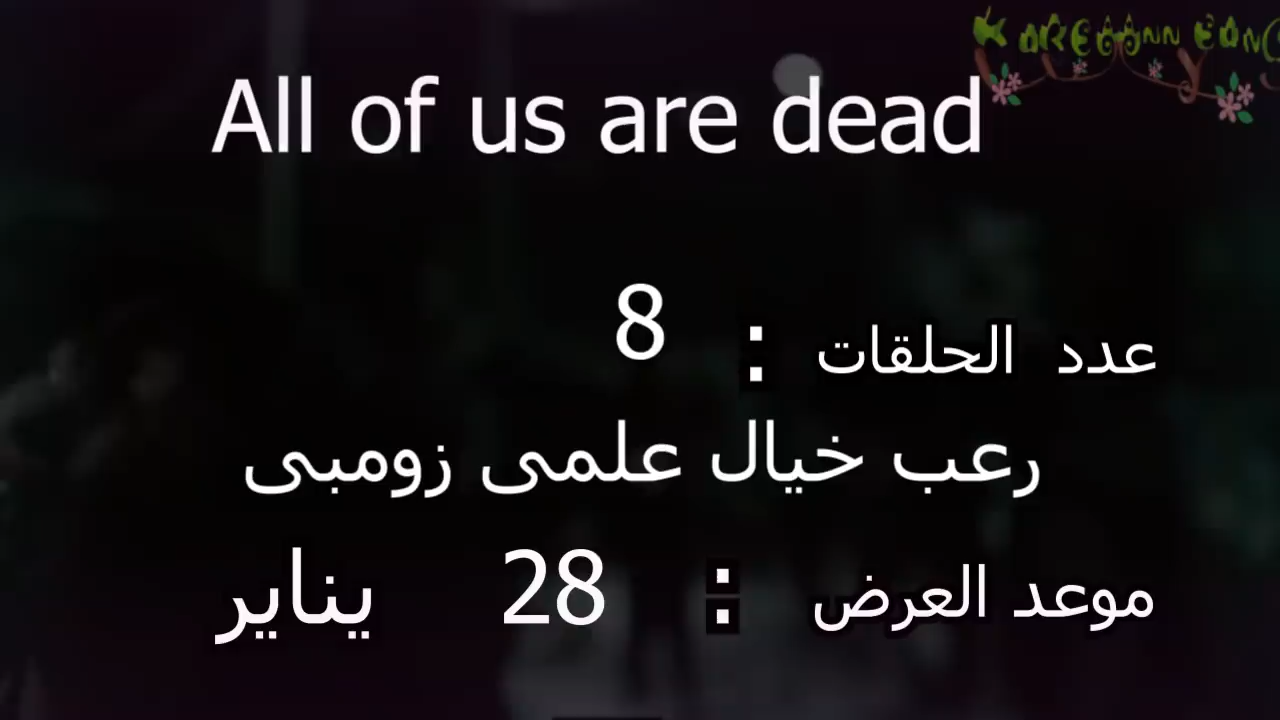 All of us are dead
عدد الحلقات : 8
رعب خيال علمى زومبى
موعد العرض : 28 يناير